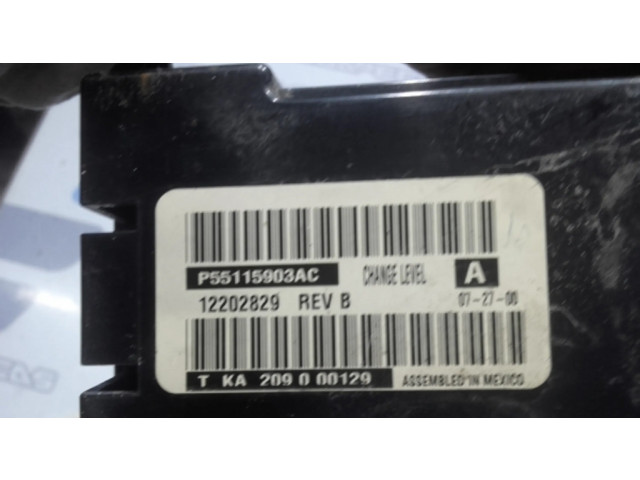 P55115903AC CHANGE LEVEL A
12202829 REV B 07-27-00
T KA 209 0 00129 ASSEMBLED IN MEXICO